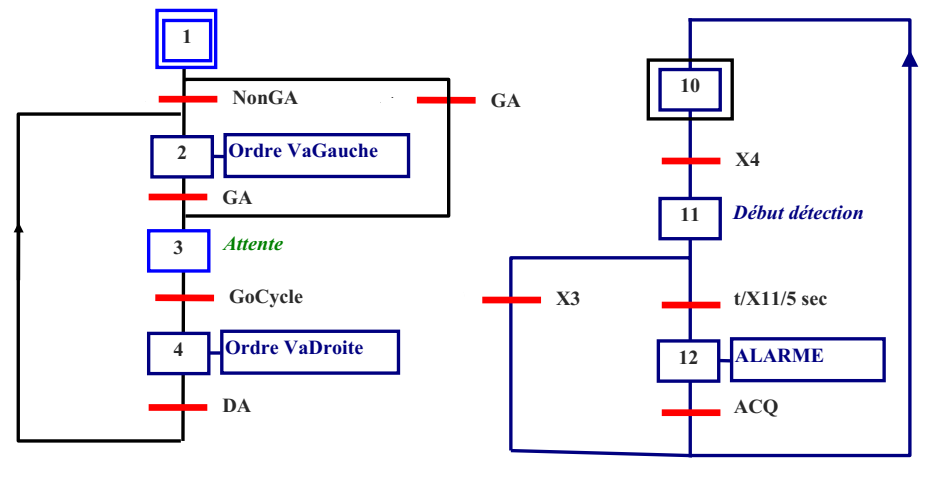 1
NonGA
GA
2
Ordre VaGauche
GA
3
Attente
GoCycle
4
Ordre VaDroite
DA
10
X4
11
Début détection
X3
t/X11/5 sec
12
ALARME
ACQ